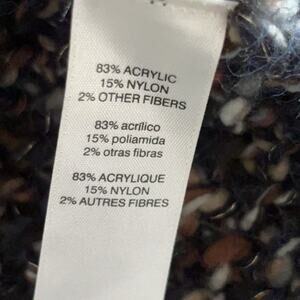 83% ACRYLIC
15% NYLON
2% OTHER FIBERS
83% acrílico
15% poliamida
2% otras fibras
83% ACRYLIQUE
15% NYLON
2% AUTRES FIBRES